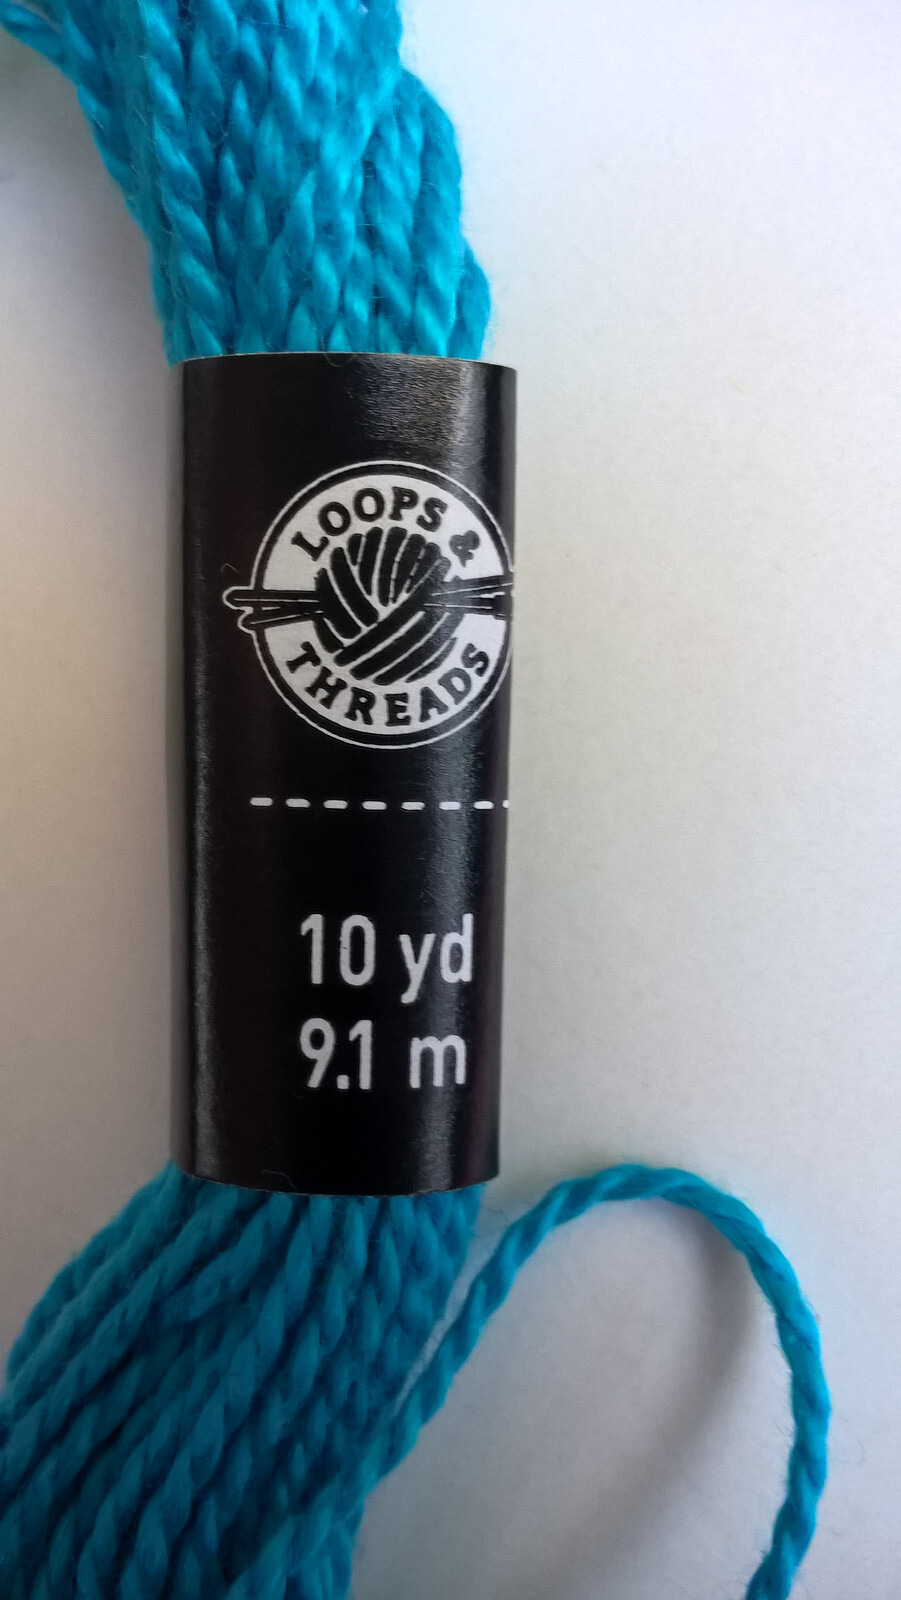 LOOPS &
THREADS
10 yd
9.1 m